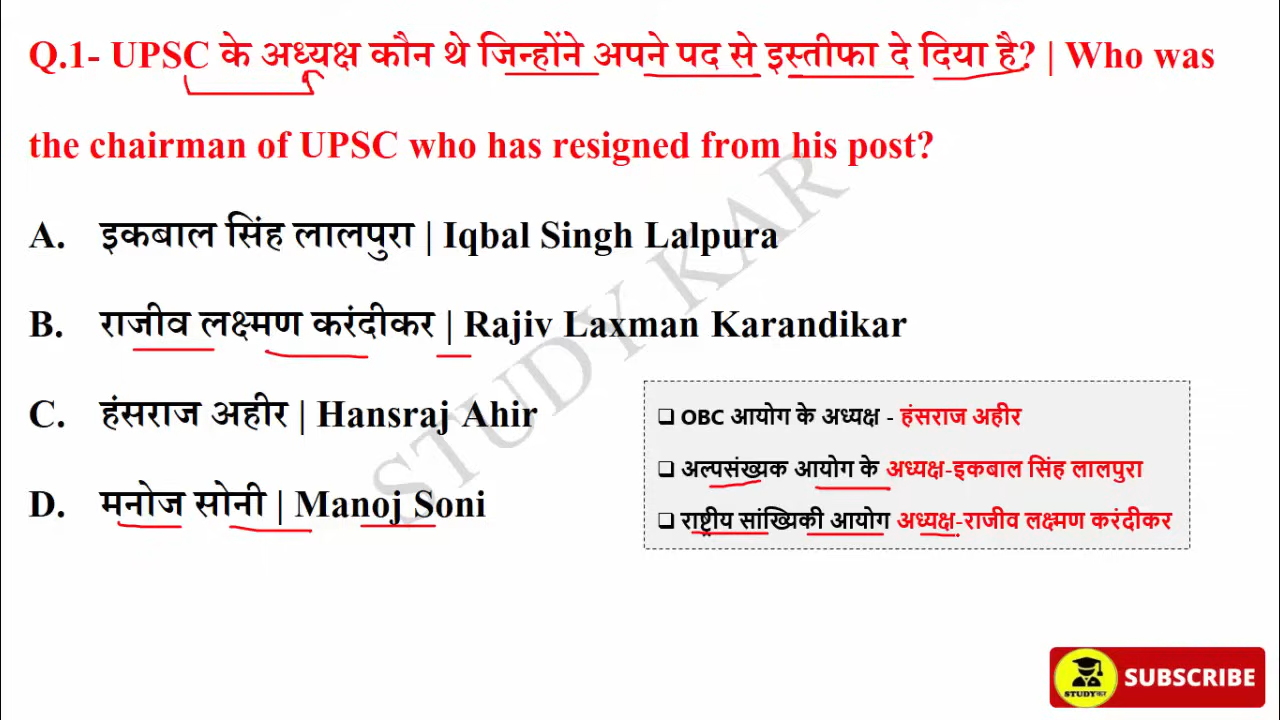 Q.1- UPSC के अध्यक्ष कौन थे जिन्होंने अपने पद से इस्तीफा दे दिया है? | Who was
the chairman of UPSC who has resigned from his post?
A. इकबाल सिंह लालपुरा | Iqbal Singh Lalpura
B. राजीव लक्ष्मण करंदीकर | Rajiv Laxman Karandikar
C. हंसराज अहीर | Hansraj Ahir
D. मनोज सोनी | Manoj Soni
❑ OBC आयोग के अध्यक्ष - हंसराज अहीर
❑ अल्पसंख्यक आयोग के अध्यक्ष-इकबाल सिंह लालपुरा
❑ राष्ट्रीय सांख्यिकी आयोग अध्यक्ष-राजीव लक्ष्मण करंदीकर
STUDY KAR
STUDYकर
SUBSCRIBE